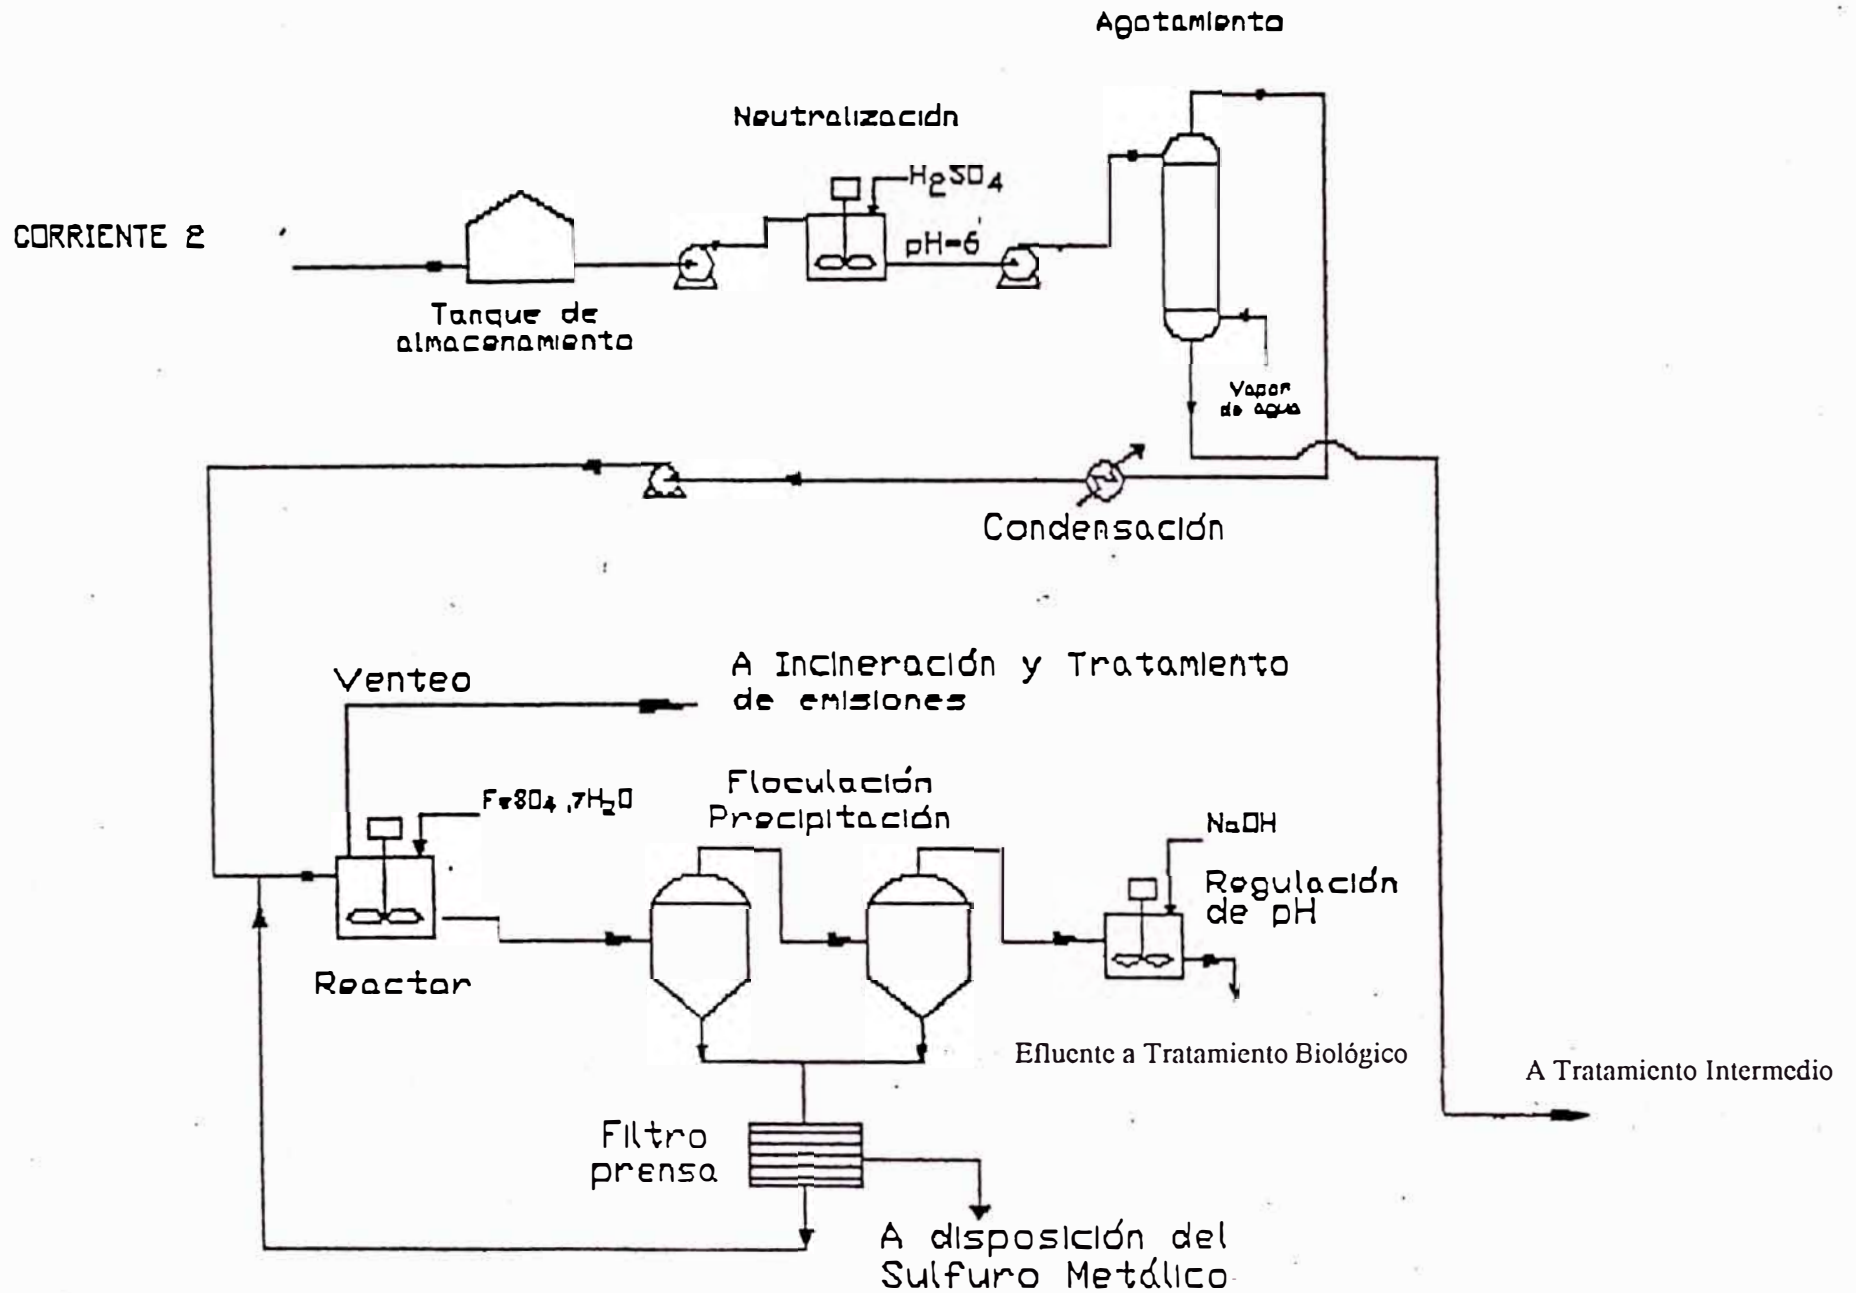 Agotamiento
Neutralización
H2SO4
CORRIENTE 2
pH=6
Tanque de
almacenamiento
Vapor
de agua
Condensación
Venteo
A Incineración y Tratamiento
de emisiones
FeSO4.7H2O
Floculación
Precipitación
NaOH
Regulación
de pH
Reactor
Efluente a Tratamiento Biológico
A Tratamiento Intermedio
Filtro
prensa
A disposición del
Sulfuro Metálico